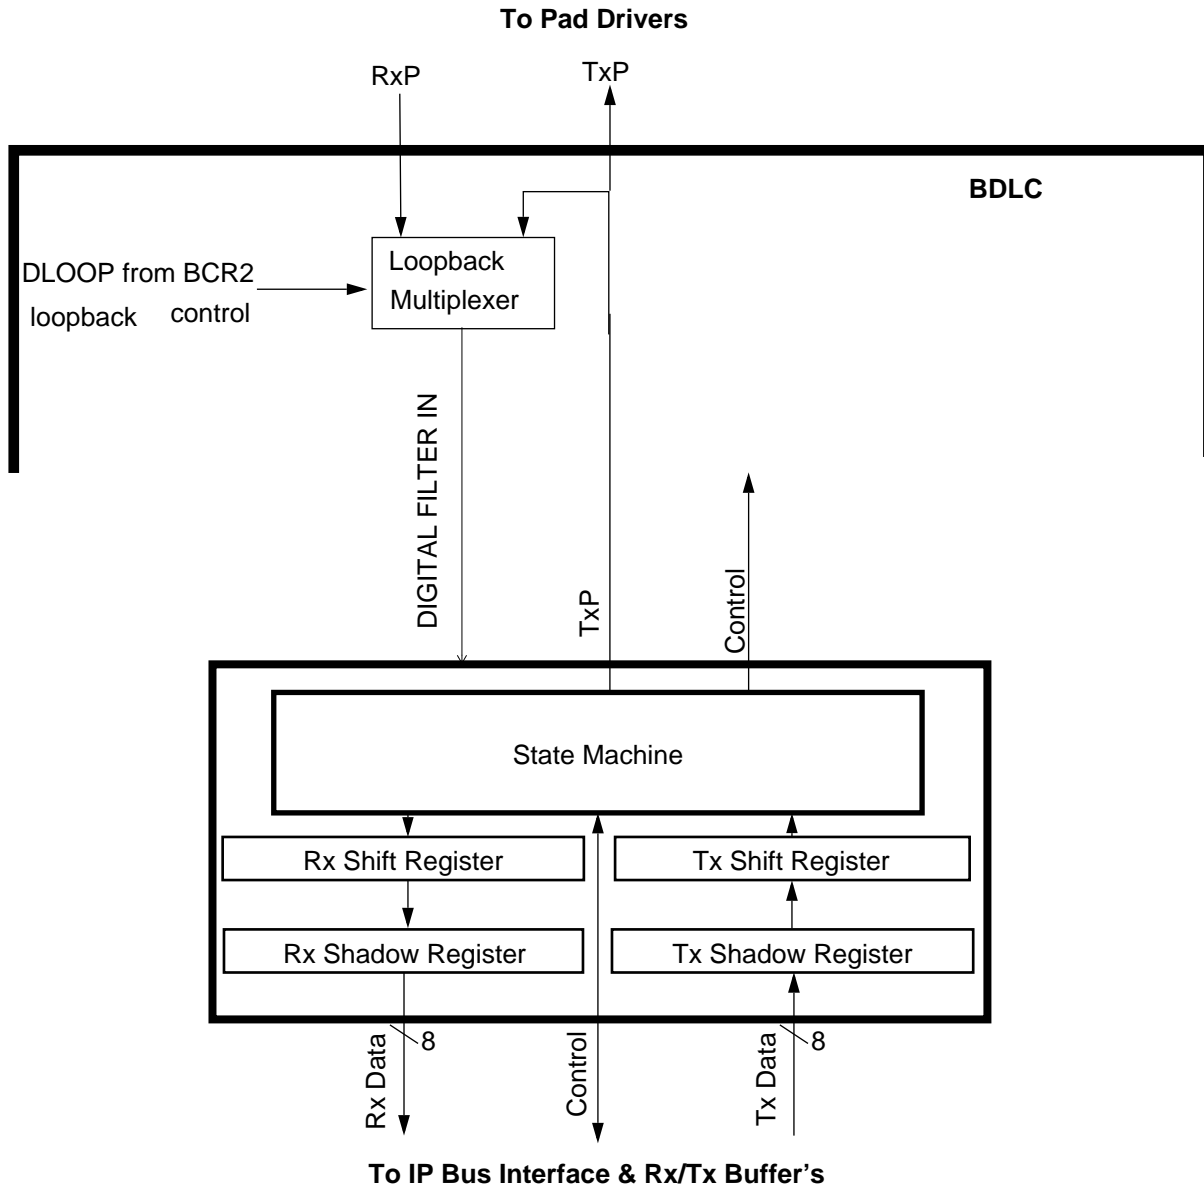 To Pad Drivers
RxP
TxP
BDLC
DLOOP from BCR2
loopback control
Loopback
Multiplexer
DIGITAL FILTER IN
TxP
Control
State Machine
Rx Shift Register
Tx Shift Register
Rx Shadow Register
Tx Shadow Register
8
8
Rx Data
Control
Tx Data
To IP Bus Interface & Rx/Tx Buffer's